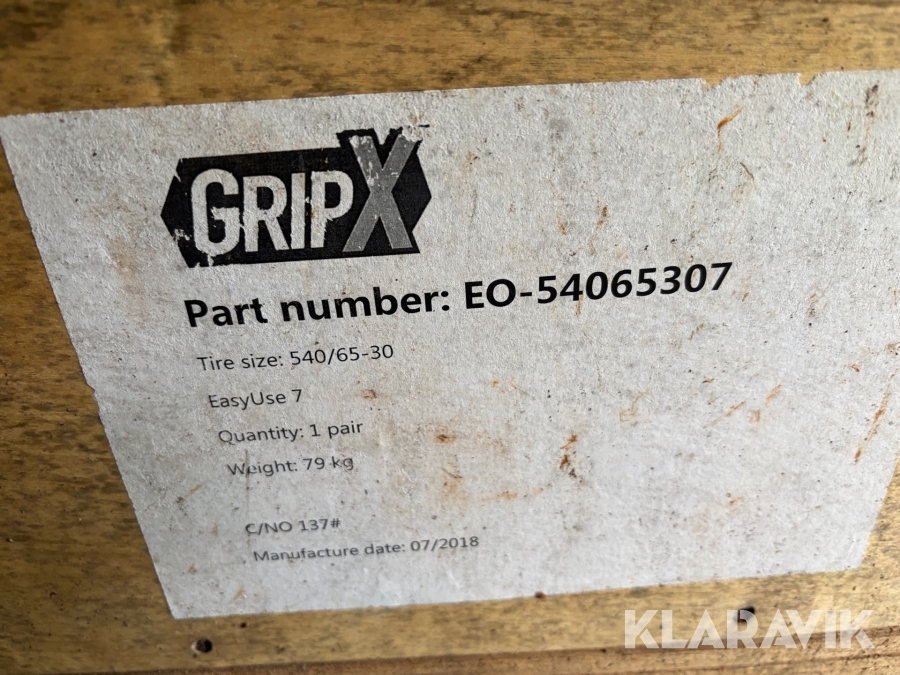 GRIPX
Part number: EO-54065307
Tire size: 540/65-30
EasyUse 7
Quantity: 1 pair
Weight: 79 kg
C/NO 137#
Manufacture date: 07/2018
KLARAVIK